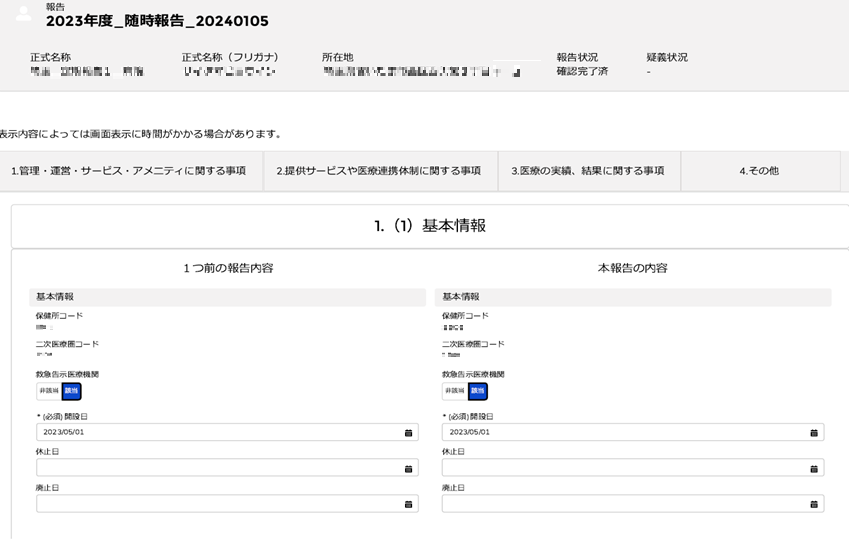 報告
2023年度_随時報告_20240105
正式名称 正式名称（フリガナ） 所在地 報告状況 疑義状況
確認完了済 -
表示内容によっては画面表示に時間がかかる場合があります。
1.管理・運営・サービス・アメニティに関する事項 2.提供サービスや医療連携体制に関する事項 3.医療の実績、結果に関する事項 4.その他
1.（1）基本情報
1つ前の報告内容 本報告の内容
基本情報 基本情報
保健所コード 保健所コード
二次医療圏コード 二次医療圏コード
救急告示医療機関 救急告示医療機関
非該当 該当 非該当 該当
* (必須) 開設日 * (必須) 開設日
2023/05/01 2023/05/01
休止日 休止日
廃止日 廃止日